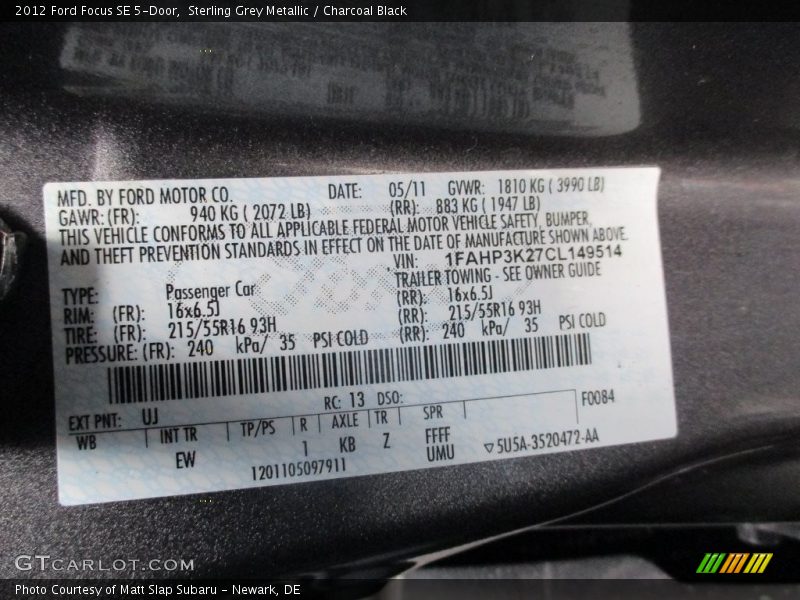 2012 Ford Focus SE 5-Door, Sterling Grey Metallic / Charcoal Black
MFD. BY FORD MOTOR CO. DATE: 05/11 GVWR: 1810 KG ( 3990 LB)
GAWR: (FR): 940 KG ( 2072 LB) (RR): 883 KG ( 1947 LB)
THIS VEHICLE CONFORMS TO ALL APPLICABLE FEDERAL MOTOR VEHICLE SAFETY, BUMPER,
AND THEFT PREVENTION STANDARDS IN EFFECT ON THE DATE OF MANUFACTURE SHOWN ABOVE.
VIN: 1FAHP3K27CL149514
TRAILER TOWING - SEE OWNER GUIDE
TYPE: Passenger Car
RIM: (FR): 16x6.5J (RR): 16x6.5J
TIRE: (FR): 215/55R16 93H (RR): 215/55R16 93H
PRESSURE: (FR): 240 kPa/ 35 PSI COLD (RR): 240 kPa/ 35 PSI COLD
RC: 13 DSO: F0084
EXT PNT: UJ
WB INT TR TP/PS R AXLE TR SPR
EW 1 KB Z FFFF
UMU
1201105097911 ▽5U5A-3520472-AA
GTCARLOT.COM
Photo Courtesy of Matt Slap Subaru - Newark, DE